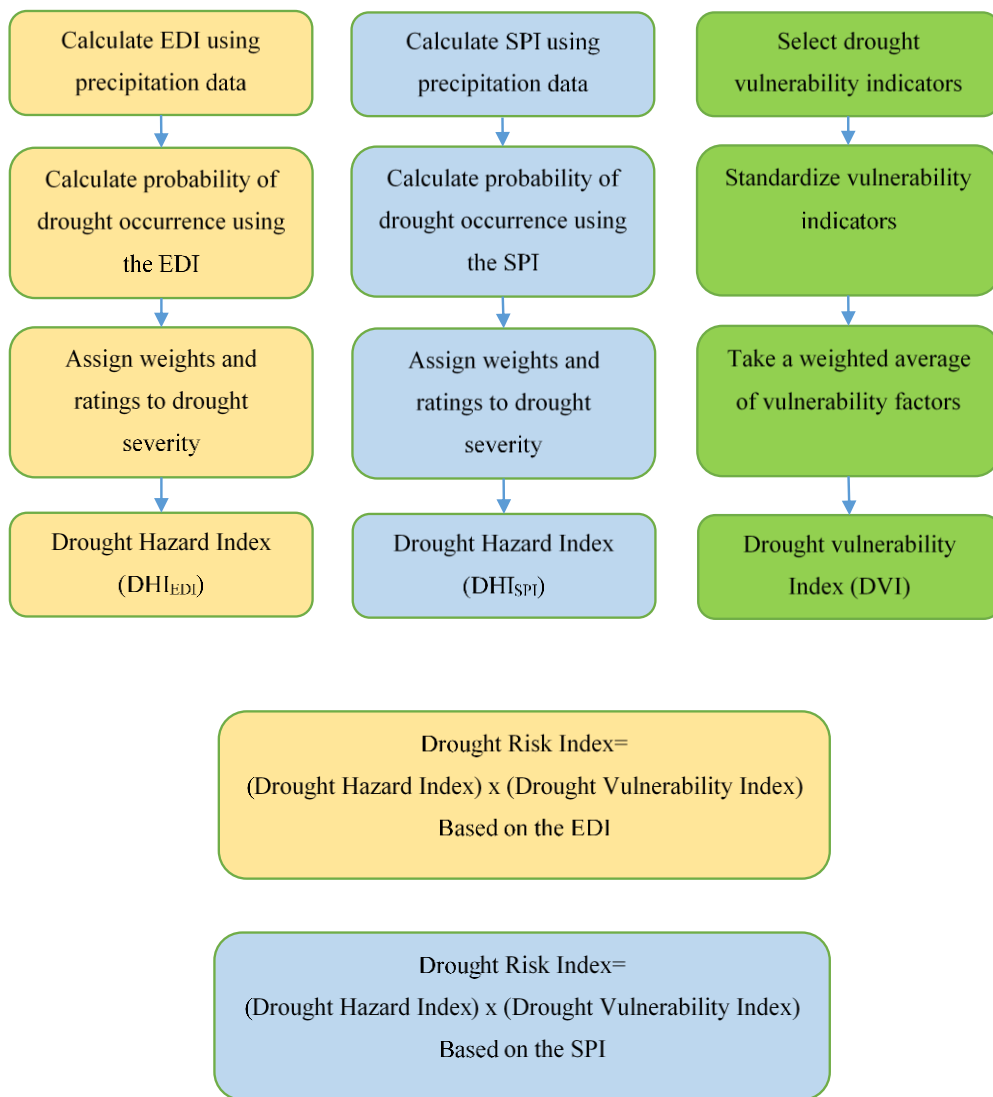 Calculate EDI using
precipitation data
Calculate probability of
drought occurrence using
the EDI
Assign weights and
ratings to drought
severity
Drought Hazard Index
(DHIEDI)
Calculate SPI using
precipitation data
Calculate probability of
drought occurrence using
the SPI
Assign weights and
ratings to drought
severity
Drought Hazard Index
(DHISPI)
Select drought
vulnerability indicators
Standardize vulnerability
indicators
Take a weighted average
of vulnerability factors
Drought vulnerability
Index (DVI)
Drought Risk Index=
(Drought Hazard Index) x (Drought Vulnerability Index)
Based on the EDI
Drought Risk Index=
(Drought Hazard Index) x (Drought Vulnerability Index)
Based on the SPI